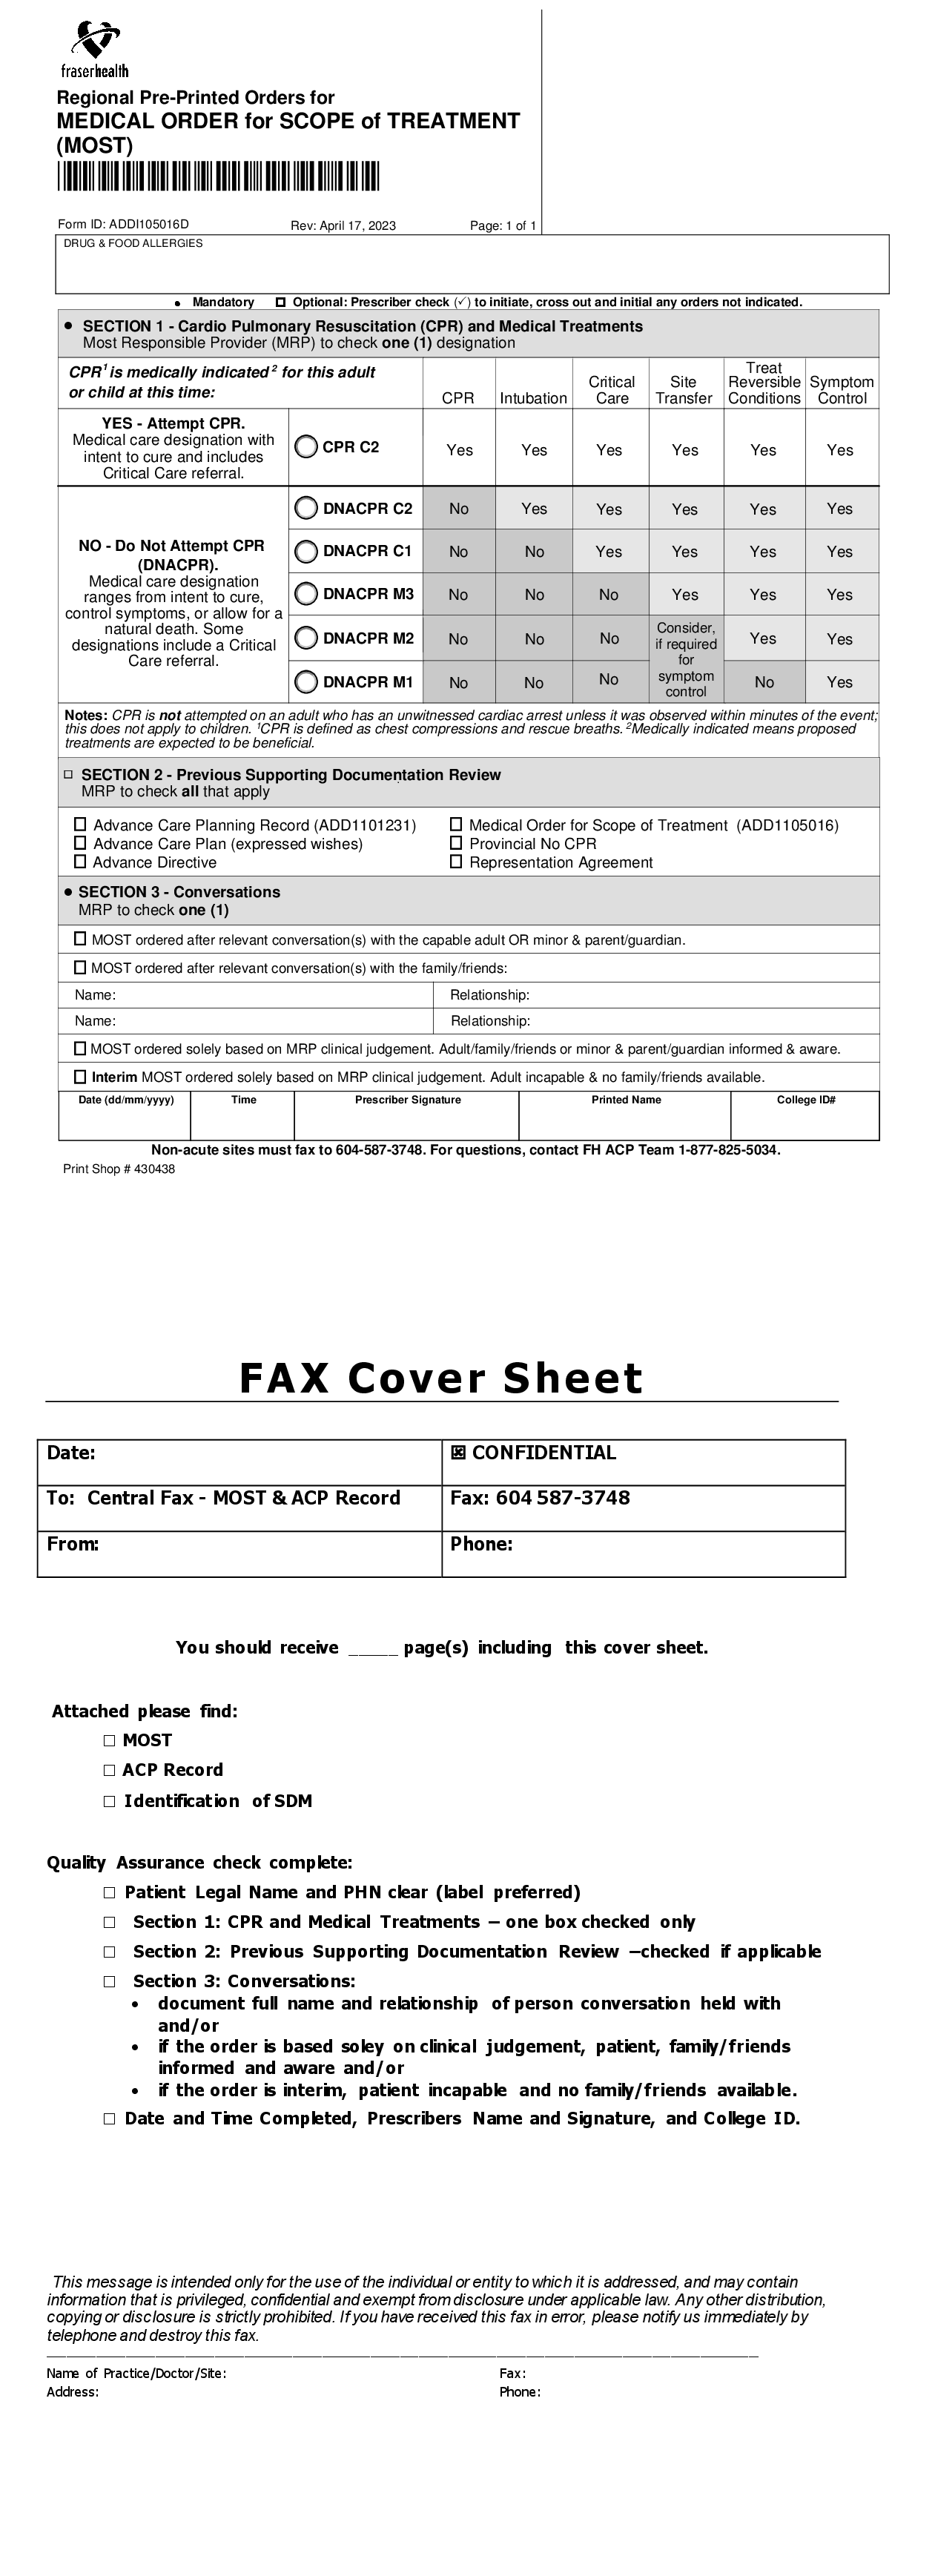 fraserhealth
Regional Pre-Printed Orders for
MEDICAL ORDER for SCOPE of TREATMENT
(MOST)
Form ID: ADDI105016D Rev: April 17, 2023 Page: 1 of 1
DRUG & FOOD ALLERGIES
• Mandatory ☐ Optional: Prescriber check (✓) to initiate, cross out and initial any orders not indicated.
• SECTION 1 - Cardio Pulmonary Resuscitation (CPR) and Medical Treatments
Most Responsible Provider (MRP) to check one (1) designation
CPR¹ is medically indicated² for this adult
or child at this time:
CPR
Intubation
Critical
Care
Site
Transfer
Treat
Reversible
Conditions
Symptom
Control
YES - Attempt CPR.
Medical care designation with
intent to cure and includes
Critical Care referral.
CPR C2 Yes Yes Yes Yes Yes Yes
NO - Do Not Attempt CPR
(DNACPR).
Medical care designation
ranges from intent to cure,
control symptoms, or allow for a
natural death. Some
designations include a Critical
Care referral.
DNACPR C2 No Yes Yes Yes Yes Yes
DNACPR C1 No No Yes Yes Yes Yes
DNACPR M3 No No No Yes Yes Yes
DNACPR M2 No No No Yes Yes
Consider,
if required
for
symptom
control
DNACPR M1 No No No No Yes
Notes: CPR is not attempted on an adult who has an unwitnessed cardiac arrest unless it was observed within minutes of the event;
this does not apply to children. ¹CPR is defined as chest compressions and rescue breaths. ²Medically indicated means proposed
treatments are expected to be beneficial.
☐ SECTION 2 - Previous Supporting Documentation Review
MRP to check all that apply
☐ Advance Care Planning Record (ADD1101231) ☐ Medical Order for Scope of Treatment (ADD1105016)
☐ Advance Care Plan (expressed wishes) ☐ Provincial No CPR
☐ Advance Directive ☐ Representation Agreement
• SECTION 3 - Conversations
MRP to check one (1)
☐ MOST ordered after relevant conversation(s) with the capable adult OR minor & parent/guardian.
☐ MOST ordered after relevant conversation(s) with the family/friends:
Name: Relationship:
Name: Relationship:
☐ MOST ordered solely based on MRP clinical judgement. Adult/family/friends or minor & parent/guardian informed & aware.
☐ Interim MOST ordered solely based on MRP clinical judgement. Adult incapable & no family/friends available.
Date (dd/mm/yyyy) Time Prescriber Signature Printed Name College ID#
Non-acute sites must fax to 604-587-3748. For questions, contact FH ACP Team 1-877-825-5034.
Print Shop # 430438
FAX Cover Sheet
Date: ☒ CONFIDENTIAL
To: Central Fax - MOST & ACP Record Fax: 604 587-3748
From: Phone:
You should receive _____ page(s) including this cover sheet.
Attached please find:
☐ MOST
☐ ACP Record
☐ Identification of SDM
Quality Assurance check complete:
☐ Patient Legal Name and PHN clear (label preferred)
☐ Section 1: CPR and Medical Treatments – one box checked only
☐ Section 2: Previous Supporting Documentation Review –checked if applicable
☐ Section 3: Conversations:
• document full name and relationship of person conversation held with
and/or
• if the order is based soley on clinical judgement, patient, family/friends
informed and aware and/or
• if the order is interim, patient incapable and no family/friends available.
☐ Date and Time Completed, Prescribers Name and Signature, and College ID.
This message is intended only for the use of the individual or entity to which it is addressed, and may contain
information that is privileged, confidential and exempt from disclosure under applicable law. Any other distribution,
copying or disclosure is strictly prohibited. If you have received this fax in error, please notify us immediately by
telephone and destroy this fax.
Name of Practice/Doctor/Site: Fax:
Address: Phone: